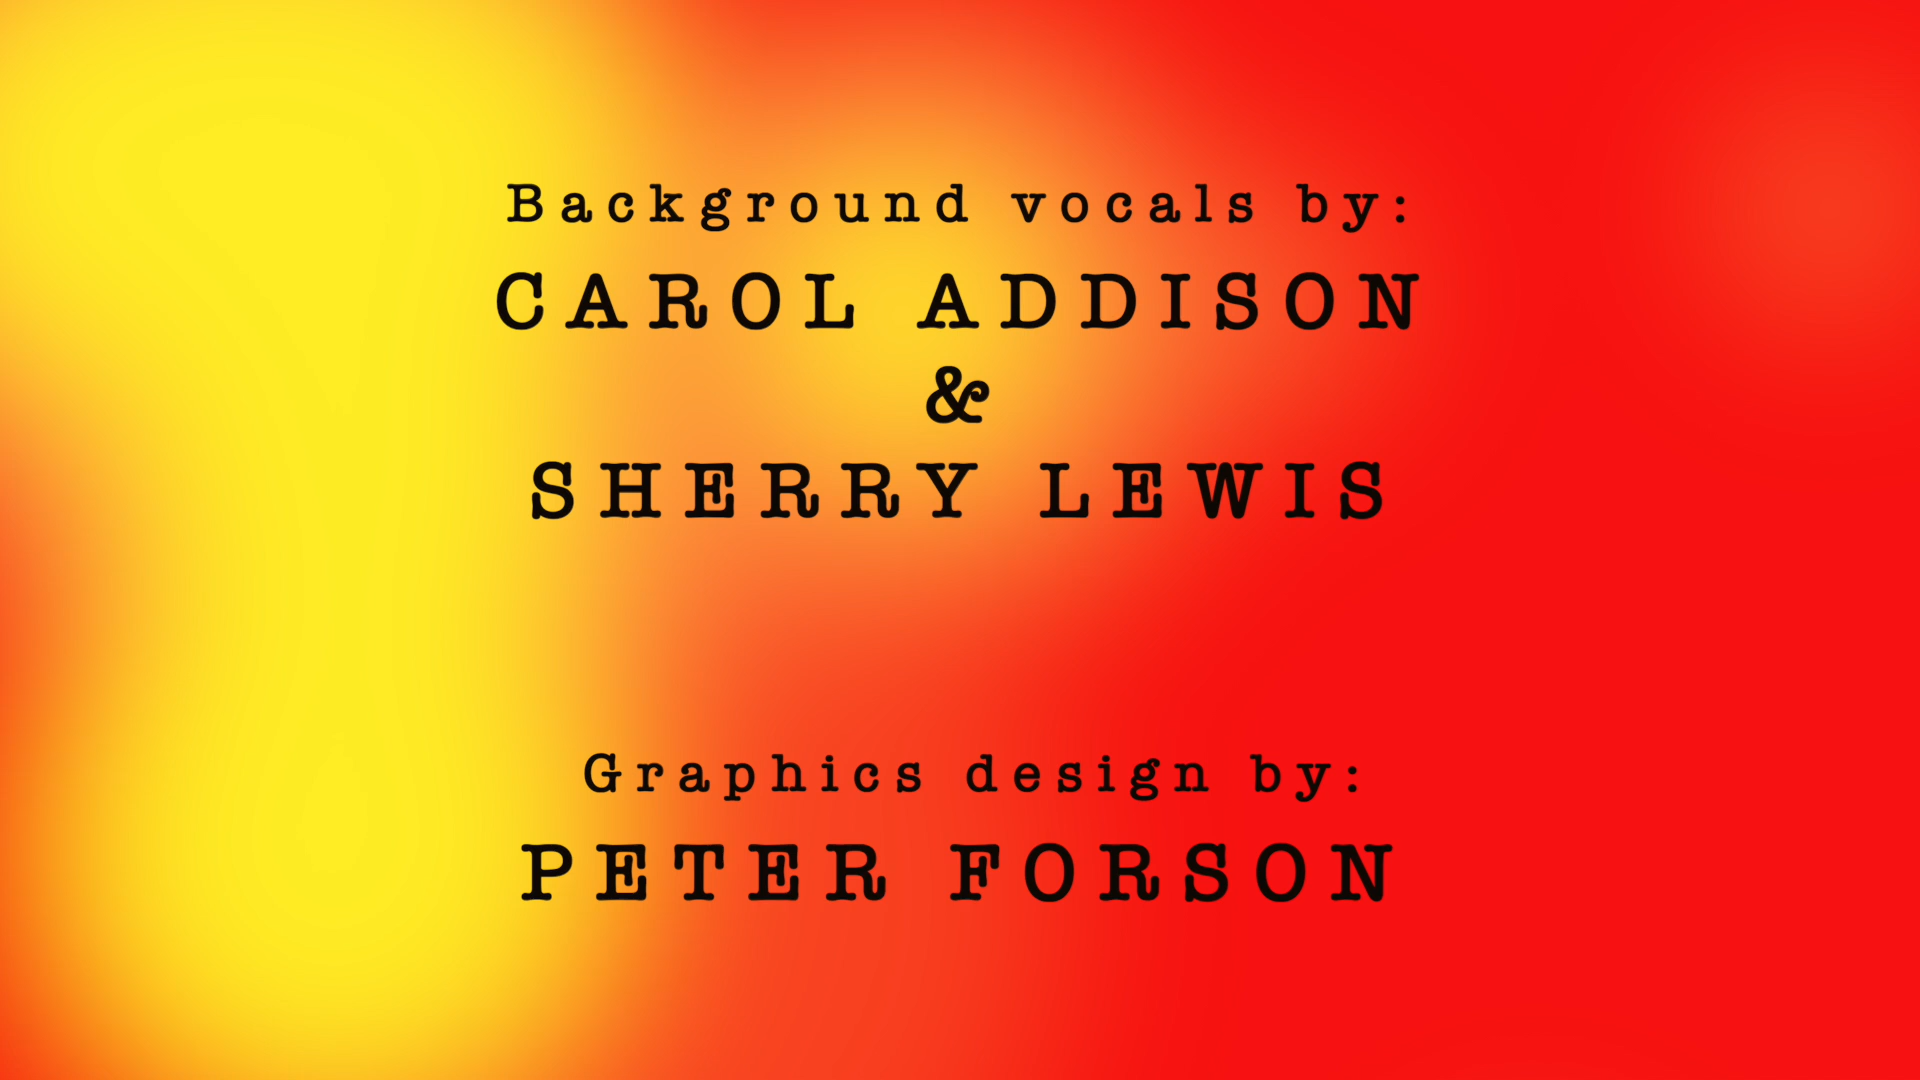 Background vocals by:
CAROL ADDISON
&
SHERRY LEWIS
Graphics design by:
PETER FORSON